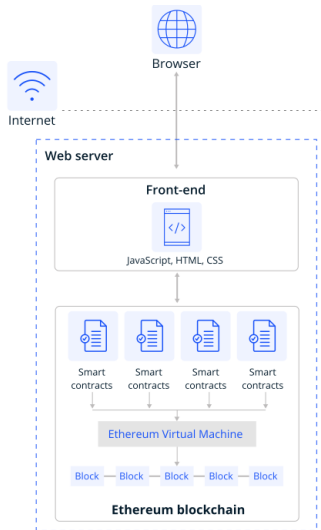 Browser
Internet
Web server
Front-end
</>
JavaScript, HTML, CSS
Smart contracts
Smart contracts
Smart contracts
Smart contracts
Ethereum Virtual Machine
Block Block Block Block Block
Ethereum blockchain